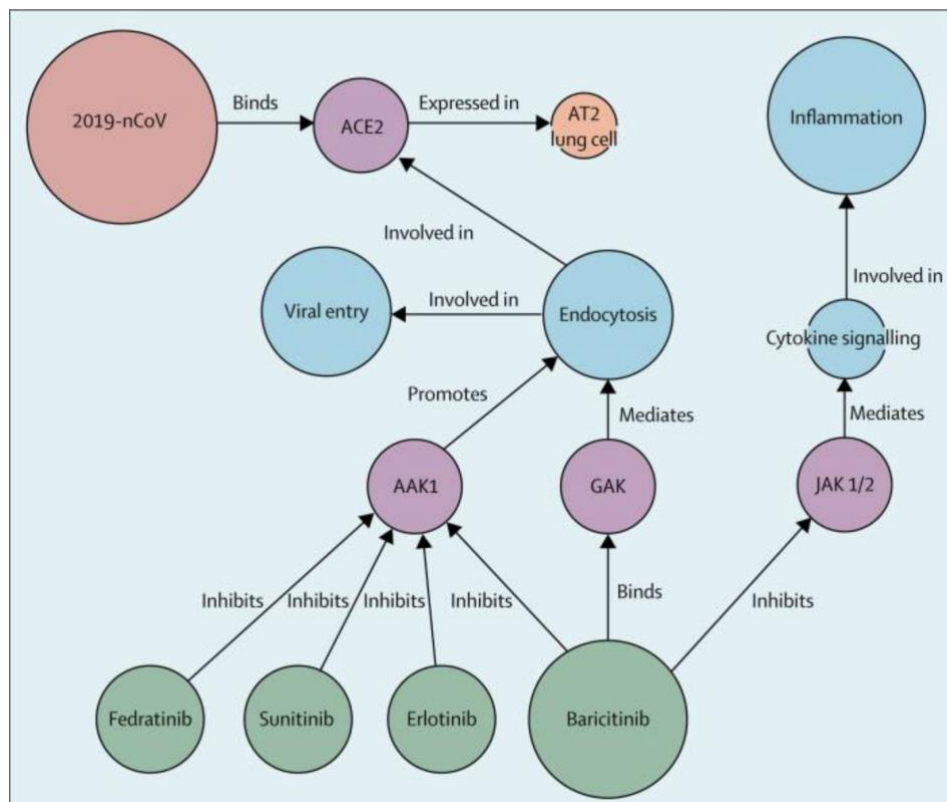 2019-nCoV
Binds
ACE2
Expressed in
AT2
lung cell
Inflammation
Involved in
Involved in
Viral entry
Involved in
Endocytosis
Cytokine signalling
Promotes
Mediates
Mediates
AAK1
GAK
JAK 1/2
Inhibits
Inhibits
Inhibits
Inhibits
Binds
Inhibits
Fedratinib
Sunitinib
Erlotinib
Baricitinib